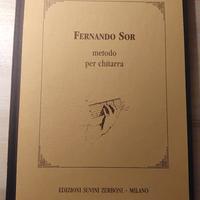 FERNANDO SOR
metodo
per chitarra
EDIZIONI SUVINI ZERBONI - MILANO